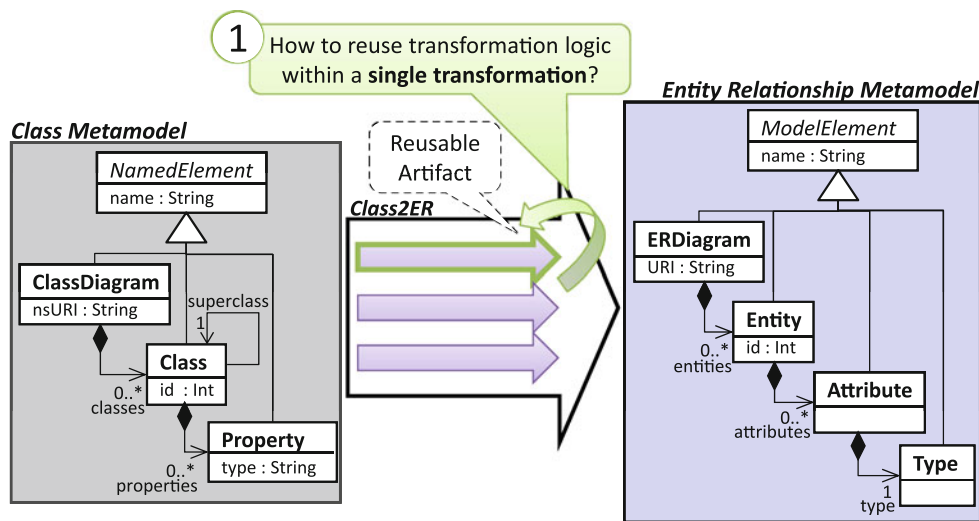 1
How to reuse transformation logic
within a single transformation?
Class Metamodel
NamedElement
name : String
ClassDiagram
nsURI : String
superclass
1
Class
id : Int
0..*
classes
Property
type : String
0..*
properties
Reusable
Artifact
Class2ER
Entity Relationship Metamodel
ModelElement
name : String
ERDiagram
URI : String
Entity
id : Int
0..*
entities
Attribute
0..*
attributes
Type
1
type